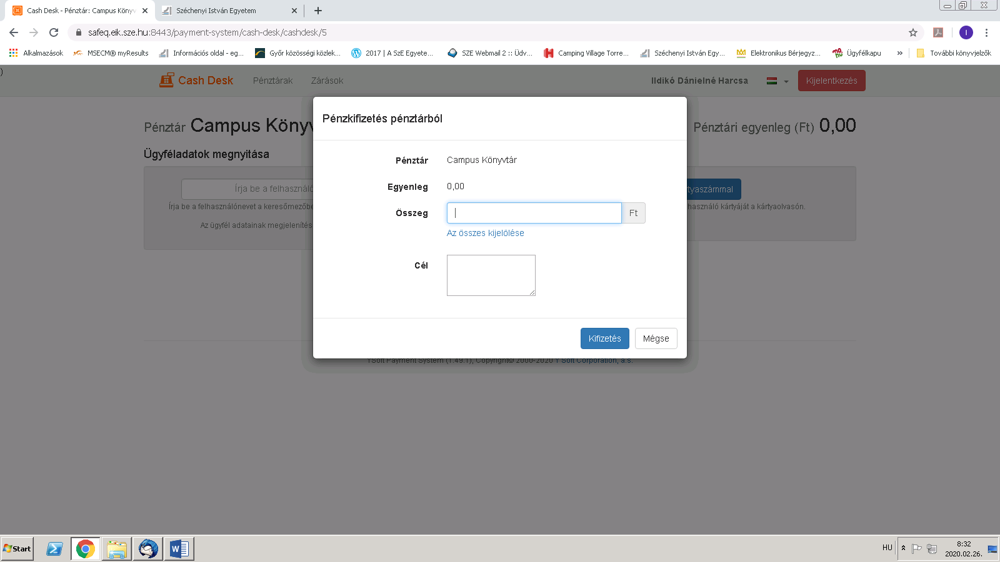 Cash Desk - Pénztár: Campus Könyv
Széchenyi István Egyetem
safeq.eik.sze.hu:8443/payment-system/cash-desk/cashdesk/5
Alkalmazások
MSECM® myResults
Információs oldal - eg...
Győr közösségi közlek...
2017 | A SzE Egyete...
SZE Webmail 2 :: Üdv...
Camping Village Torre...
Széchenyi István Egy...
Elektronikus Bérjegyz...
Ügyfélkapu
»
További könyvjelzők
)
Cash Desk
Pénztárak
Zárások
Ildikó Dánielné Harcsa
Kijelentkezés
Pénztár Campus Könyv
Pénztári egyenleg (Ft) 0,00
Ügyféladatok megnyitása
Írja be a felhasználó
tyaszámmal
Írja be a felhasználónevet a keresőmezőbe
használó kártyáját a kártyaolvasón.
Az ügyfél adatainak megjelenítés
Pénzkifizetés pénztárból
Pénztár Campus Könyvtár
Egyenleg 0,00
Összeg Ft
Az összes kijelölése
Cél
Kifizetés
Mégse
YSoft Payment System (1.49.1), Copyright© 2000-2020 Y Soft Corporation, a.s.
Start
HU
8:32
2020.02.26.